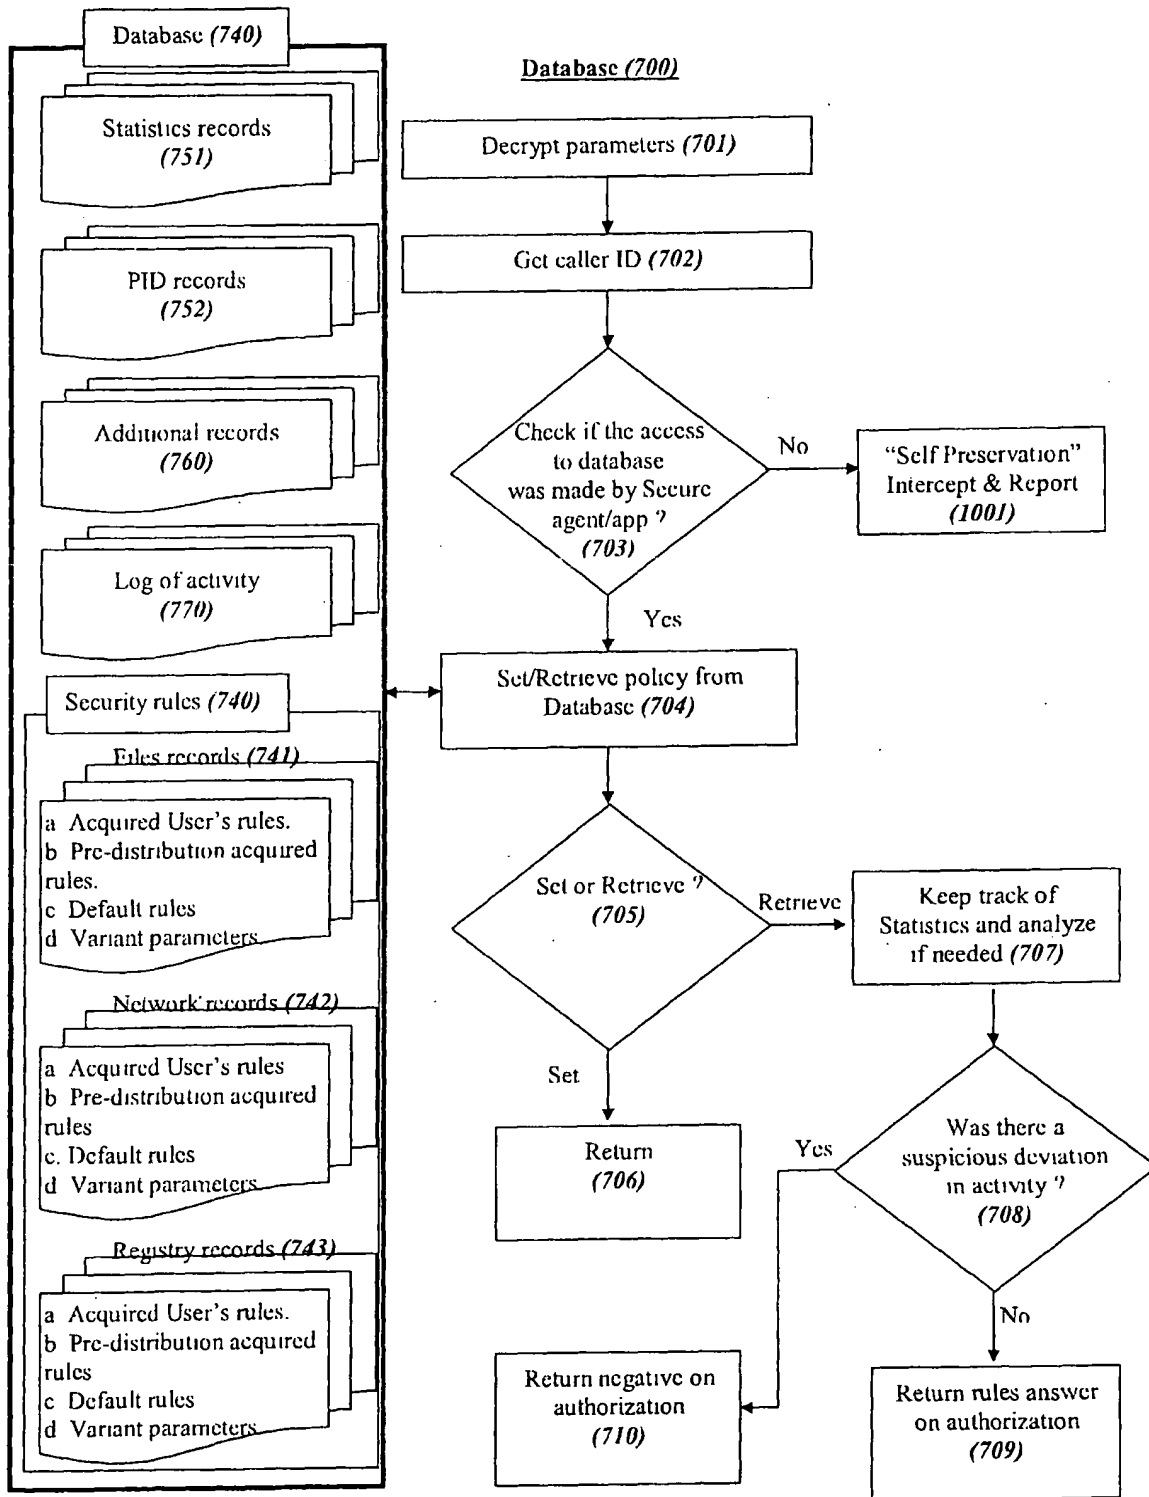 Database (740)
Statistics records
(751)
PID records
(752)
Additional records
(760)
Log of activity
(770)
Security rules (740)
Files records (741)
a Acquired User's rules.
b Pre-distribution acquired
rules.
c Default rules
d Variant parameters
Network records (742)
a Acquired User's rules
b Pre-distribution acquired
rules
c. Default rules
d Variant parameters
Registry records (743)
a Acquired User's rules.
b Pre-distribution acquired
rules
c Default rules
d Variant parameters
Database (700)
Decrypt parameters (701)
Get caller ID (702)
Check if the access
to database
was made by Secure
agent/app ?
(703)
No
"Self Preservation"
Intercept & Report
(1001)
Yes
Set/Retrieve policy from
Database (704)
Set or Retrieve ?
(705)
Retrieve
Keep track of
Statistics and analyze
if needed (707)
Set
Return
(706)
Was there a
suspicious deviation
in activity ?
(708)
Yes
No
Return negative on
authorization
(710)
Return rules answer
on authorization
(709)